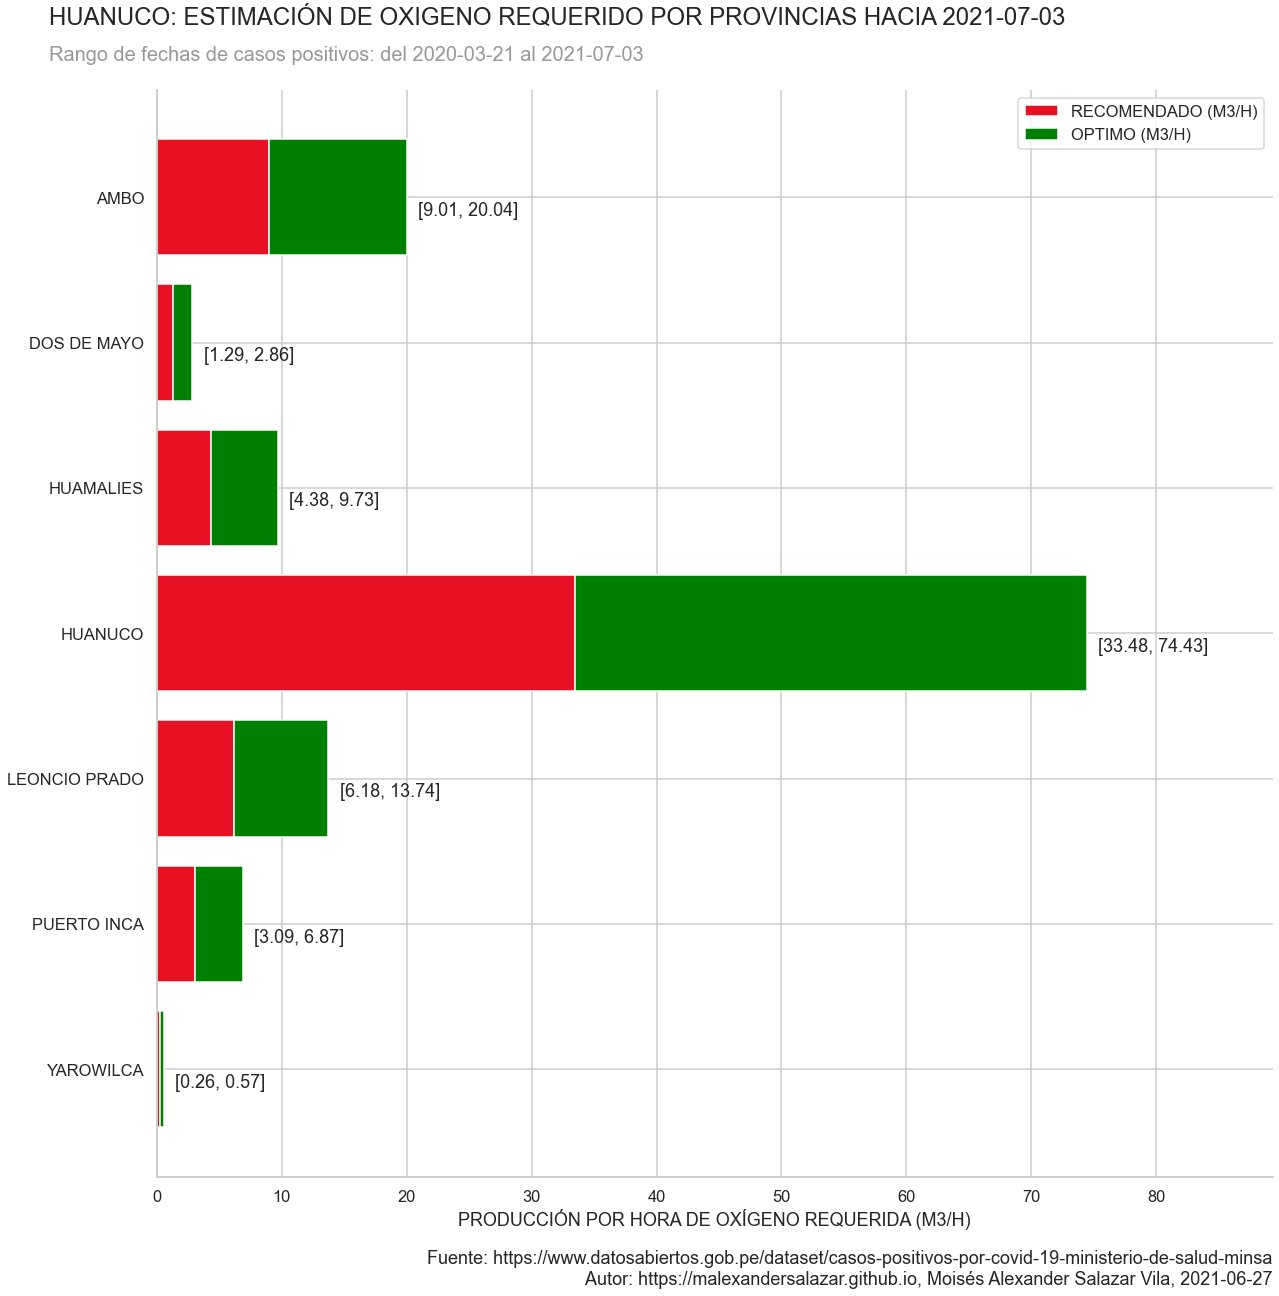 HUANUCO: ESTIMACIÓN DE OXIGENO REQUERIDO POR PROVINCIAS HACIA 2021-07-03
Rango de fechas de casos positivos: del 2020-03-21 al 2021-07-03
RECOMENDADO (M3/H)
OPTIMO (M3/H)
AMBO
[9.01, 20.04]
DOS DE MAYO
[1.29, 2.86]
HUAMALIES
[4.38, 9.73]
HUANUCO
[33.48, 74.43]
LEONCIO PRADO
[6.18, 13.74]
PUERTO INCA
[3.09, 6.87]
YAROWILCA
[0.26, 0.57]
0 10 20 30 40 50 60 70 80
PRODUCCIÓN POR HORA DE OXÍGENO REQUERIDA (M3/H)
Fuente: https://www.datosabiertos.gob.pe/dataset/casos-positivos-por-covid-19-ministerio-de-salud-minsa
Autor: https://malexandersalazar.github.io, Moisés Alexander Salazar Vila, 2021-06-27